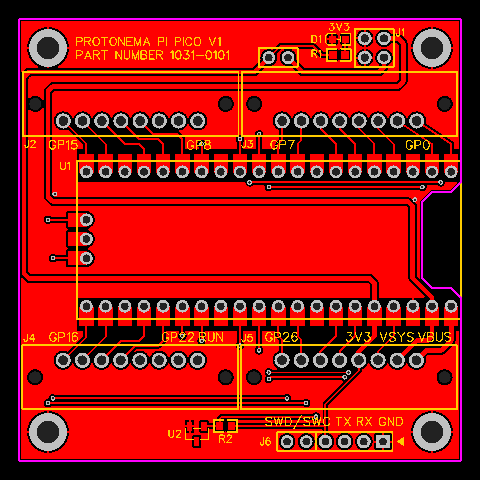 PROTONEMA PI PICO V1
PART NUMBER 1031-0101
3V3
D1
J1
R1
J2 GP15 GP8 J3 GP7 GP0
U1
J4 GP16 GP22 RUN J5 GP26 3V3 VSYS VBUS
SWD/SWC TX RX GND
U2 R2 J6